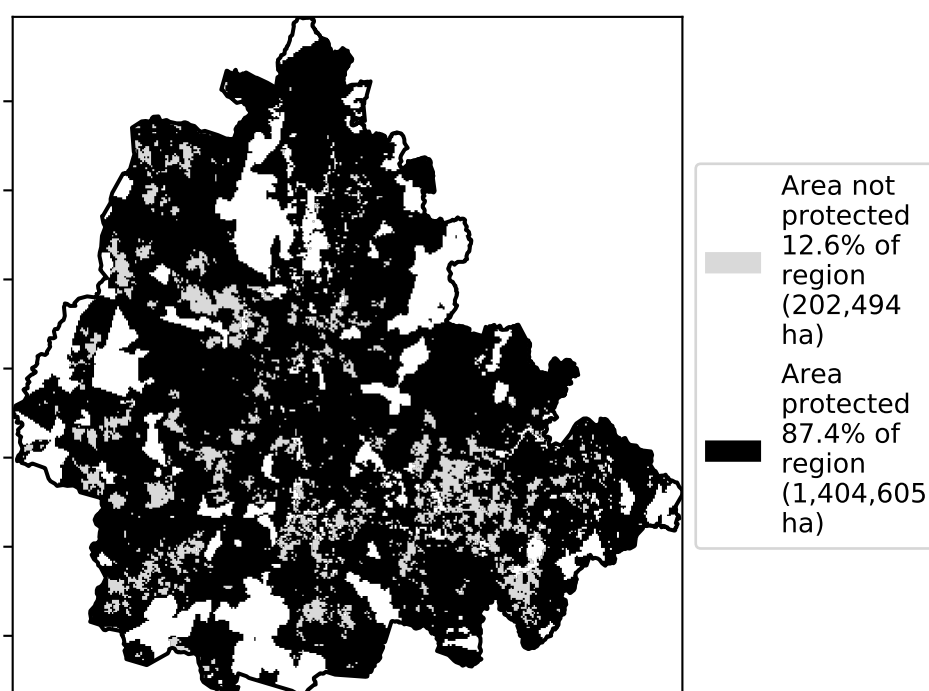 Area not
protected
12.6% of
region
(202,494
ha)
Area
protected
87.4% of
region
(1,404,605
ha)